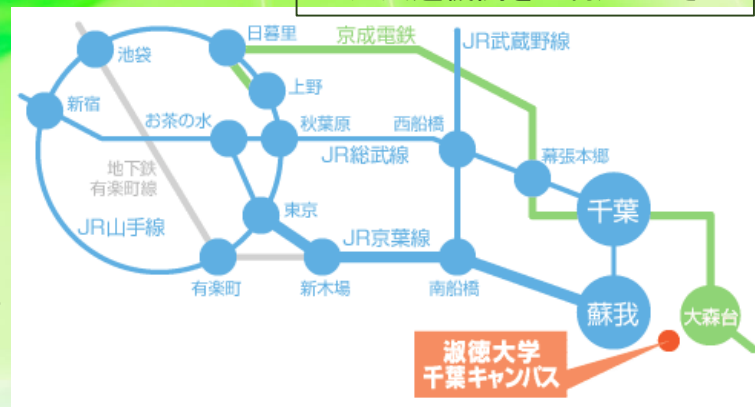 日暮里
京成電鉄
JR武蔵野線
池袋
上野
新宿
お茶の水
秋葉原
西船橋
JR総武線
幕張本郷
地下鉄
有楽町線
千葉
東京
JR山手線
JR京葉線
有楽町
新木場
南船橋
蘇我
大森台
淑徳大学
千葉キャンパス